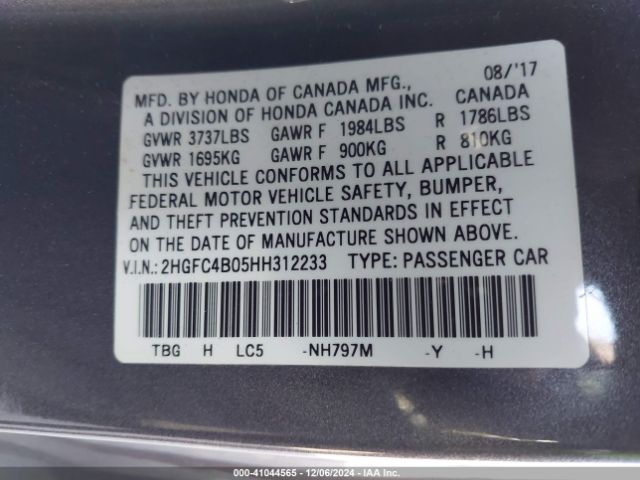 MFD. BY HONDA OF CANADA MFG., 08/'17
A DIVISION OF HONDA CANADA INC. CANADA
GVWR 3737LBS GAWR F 1984LBS R 1786LBS
GVWR 1695KG GAWR F 900KG R 810KG
THIS VEHICLE CONFORMS TO ALL APPLICABLE
FEDERAL MOTOR VEHICLE SAFETY, BUMPER,
AND THEFT PREVENTION STANDARDS IN EFFECT
ON THE DATE OF MANUFACTURE SHOWN ABOVE.
V.I.N.: 2HGFC4B05HH312233 TYPE: PASSENGER CAR
TBG H LC5 -NH797M -Y -H
000-41044565 - 12/06/2024 - IAA Inc.